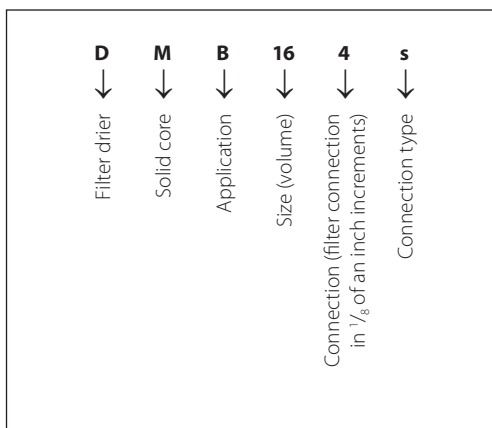 D M B 16 4 s
Filter drier
Solid core
Application
Size (volume)
Connection (filter connection
in 1/8 of an inch increments)
Connection type